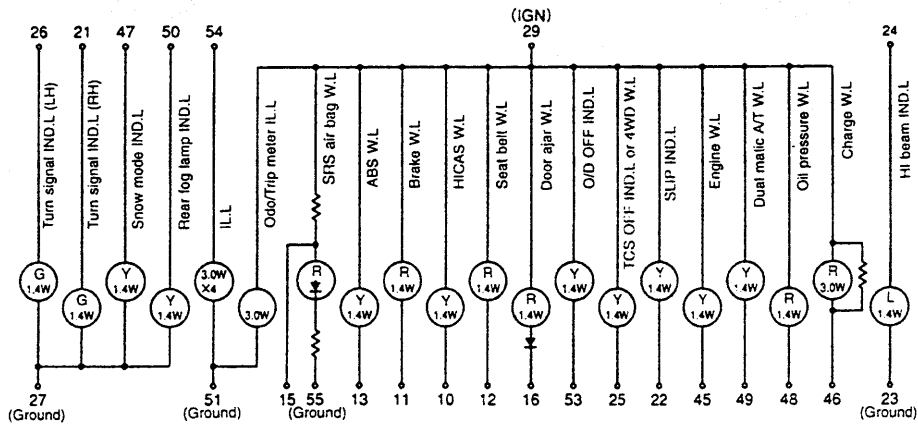 (IGN)
26 21 47 50 54 29 24
Turn signal IND.L (LH)
Turn signal IND.L (RH)
Snow mode IND.L
Rear fog lamp IND.L
IL.L
Odo/Trip meter IL.L
SRS air bag W.L
ABS W.L
Brake W.L
HICAS W.L
Seat belt W.L
Door ajar W.L
O/D OFF IND.L
TCS OFF IND.L or 4WD W.L
SLIP IND.L
Engine W.L
Dual matic A/T W.L
Oil pressure W.L
Charge W.L
HI beam IND.L
G
1.4W
G
1.4W
Y
1.4W
Y
1.4W
3.0W
×4
3.0W
R
Y
1.4W
R
1.4W
Y
1.4W
R
1.4W
R
1.4W
Y
1.4W
Y
1.4W
Y
1.4W
Y
1.4W
Y
1.4W
R
1.4W
R
3.0W
L
1.4W
27 51 15 55 13 11 10 12 16 53 25 22 45 49 48 46 23
(Ground) (Ground) (Ground) (Ground)